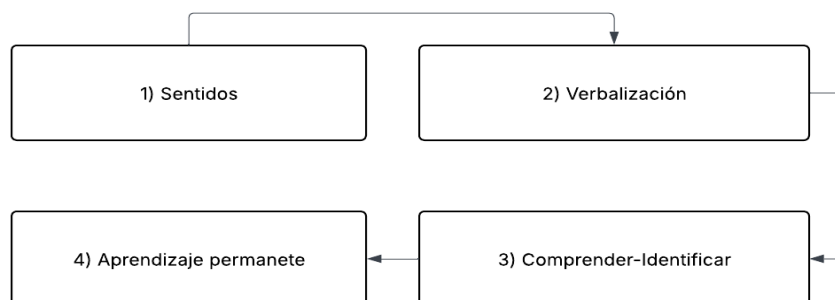 1) Sentidos
2) Verbalización
3) Comprender-Identificar
4) Aprendizaje permanete